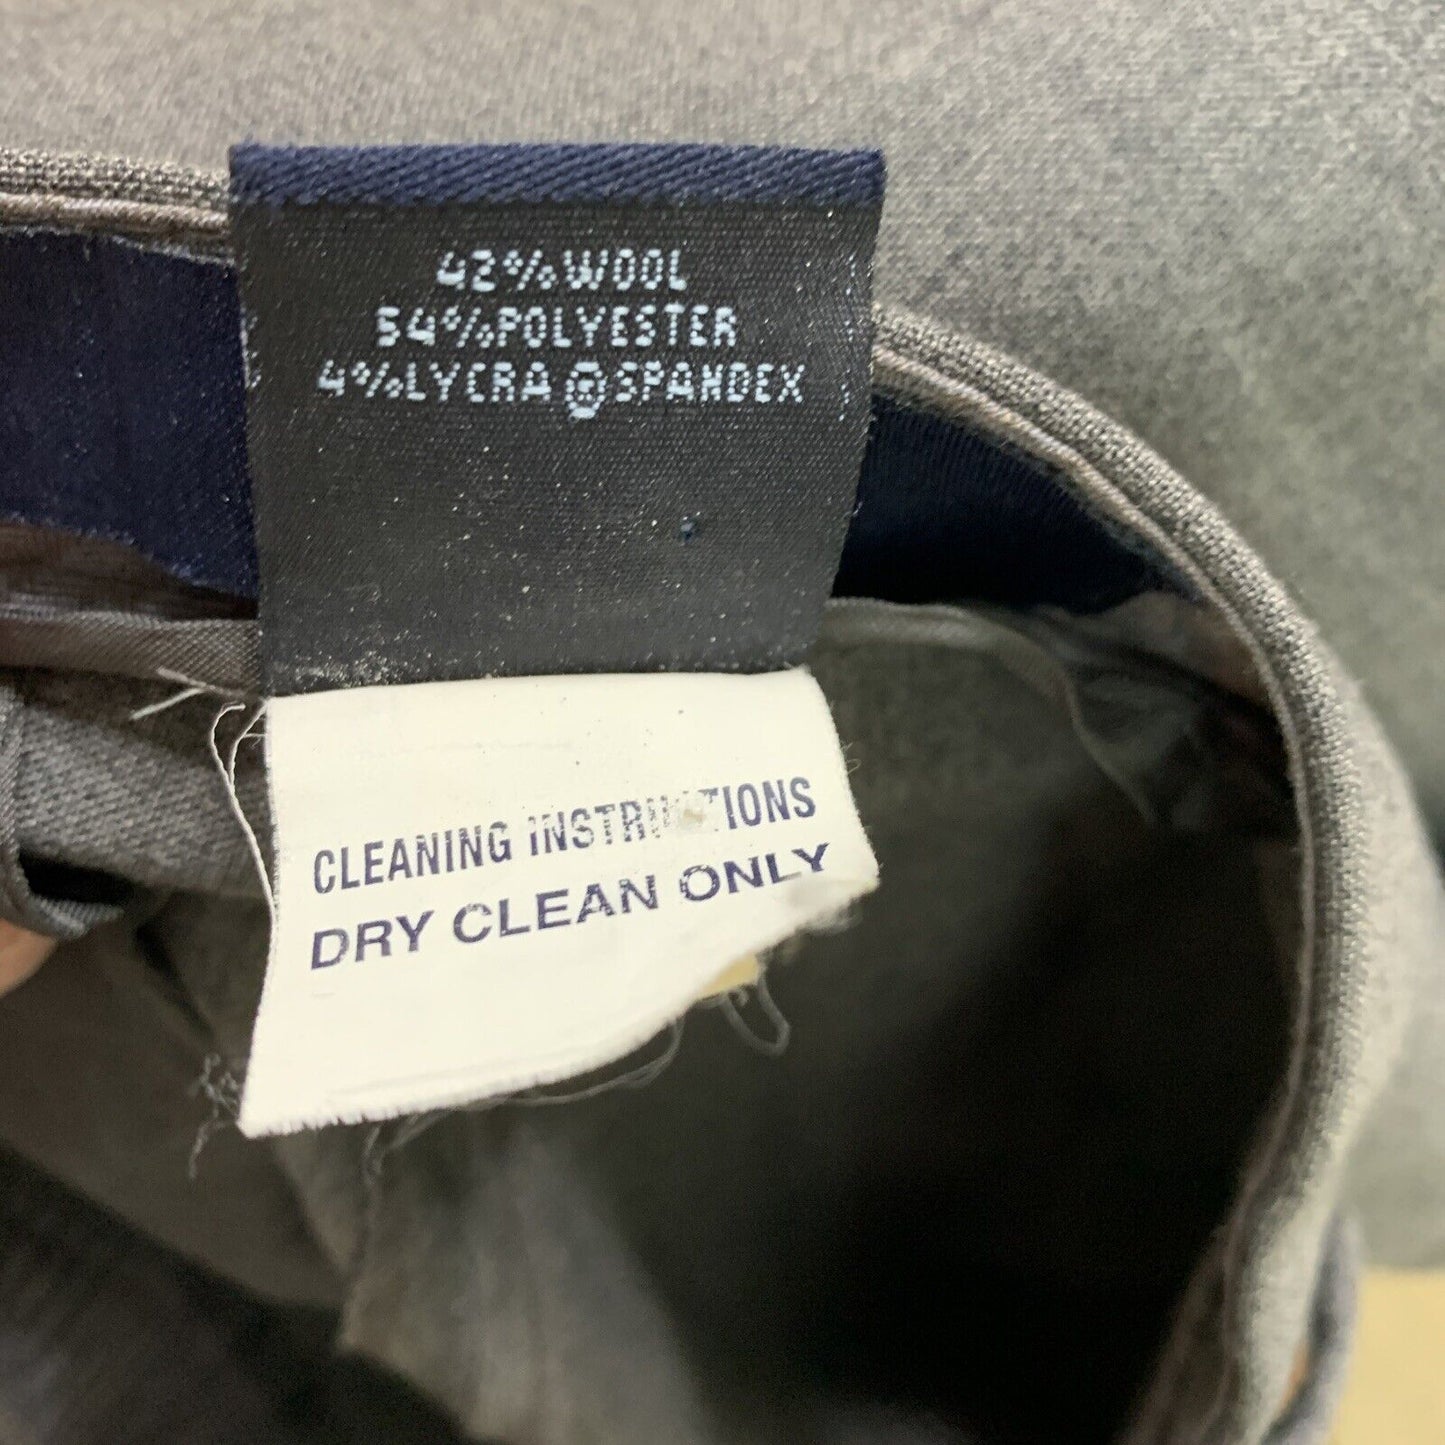 42%WOOL
54%POLYESTER
4%LYCRA®SPANDEX
CLEANING INSTRUCTIONS
DRY CLEAN ONLY